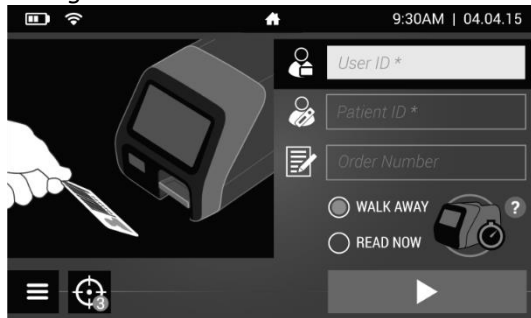 9:30AM | 04.04.15
User ID *
Patient ID *
Order Number
WALK AWAY
?
READ NOW
3